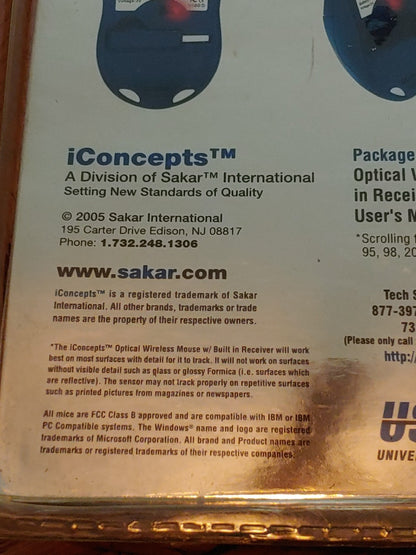 iConcepts™
A Division of Sakar™ International
Setting New Standards of Quality
© 2005 Sakar International
195 Carter Drive Edison, NJ 08817
Phone: 1.732.248.1306
www.sakar.com
iConcepts™ is a registered trademark of Sakar
International. All other brands, trademarks or trade
names are the property of their respective owners.
*The iConcepts™ Optical Wireless Mouse w/ Built in Receiver will work
best on most surfaces with detail for it to track. It will not work on surfaces
without visible detail such as glass or glossy Formica (i.e. surfaces which
are reflective). The sensor may not track properly on repetitive surfaces
such as printed pictures from magazines or newspapers.
All mice are FCC Class B approved and are compatible with IBM or IBM
PC Compatible systems. The Windows® name and logo are registered
trademarks of Microsoft Corporation. All brand and Product names are
trademarks or registered trademarks of their respective companies.
Package
Optical
in
User's
*Scrolling
95, 98,
Tech
877-397
73
(Please only call
http:/
US
UNIVER